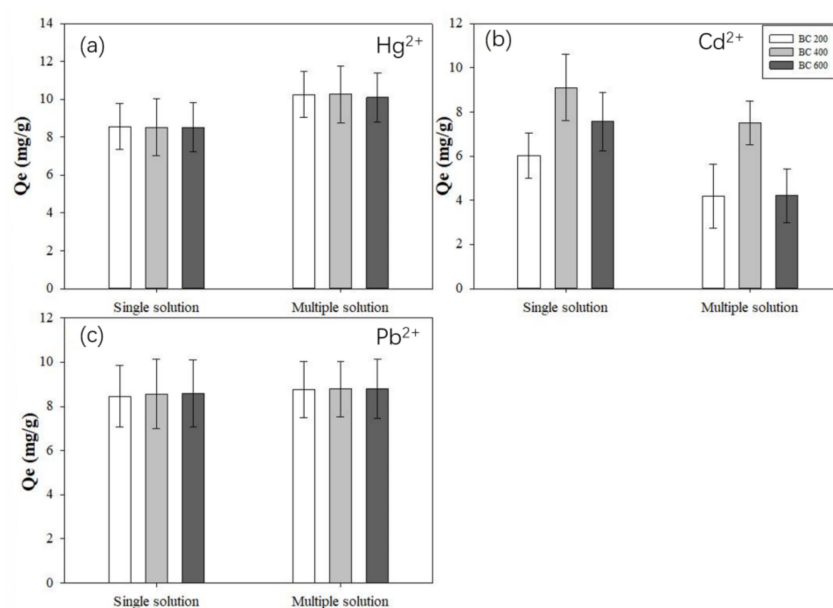 (a)
Hg2+
Qe (mg/g)
14
12
10
8
6
4
2
0
Single solution
Multiple solution
(b)
Cd2+
BC 200
BC 400
BC 600
Qe (mg/g)
12
10
8
6
4
2
0
Single solution
Multiple solution
(c)
Pb2+
Qe (mg/g)
12
10
8
6
4
2
0
Single solution
Multiple solution